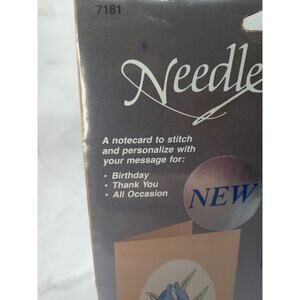 7181
Needle
A notecard to stitch
and personalize with
your message for:
• Birthday
• Thank You
• All Occasion
NEW